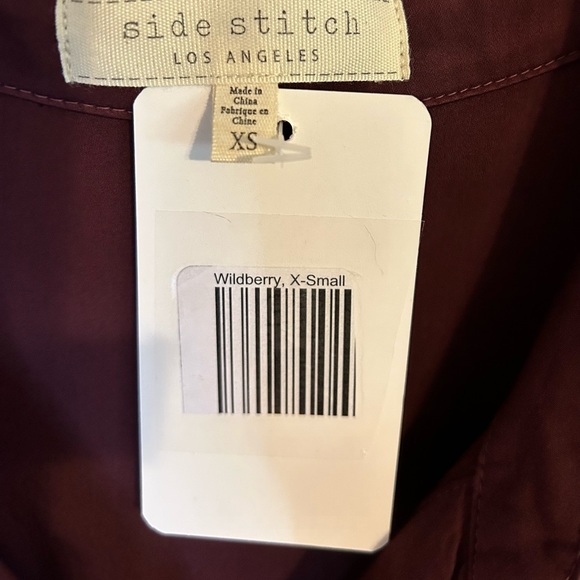 side stitch
LOS ANGELES
Made in
China
Fabrique en
Chine
XS
Wildberry, X-Small